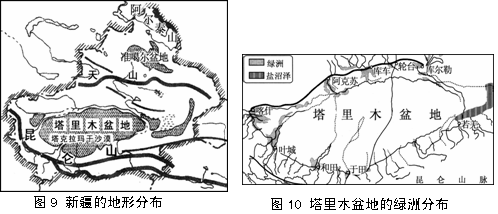 阿尔泰山
准噶尔盆地
天山
塔里木盆地
塔克拉玛干沙漠
昆仑山
图 9 新疆的地形分布
绿洲
盐沼泽
阿克苏
库车
轮台
库尔勒
喀什
塔里木盆地
若羌
叶城
和田
于田
昆仑山脉
图 10 塔里木盆地的绿洲分布